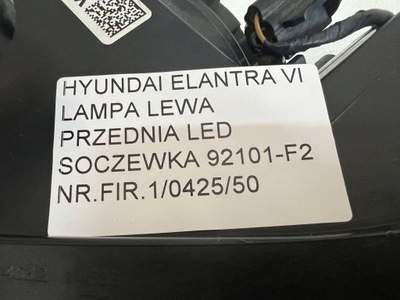 HYUNDAI ELANTRA VI
LAMPA LEWA
PRZEDNIA LED
SOCZEWKA 92101-F2
NR.FIR.1/0425/50